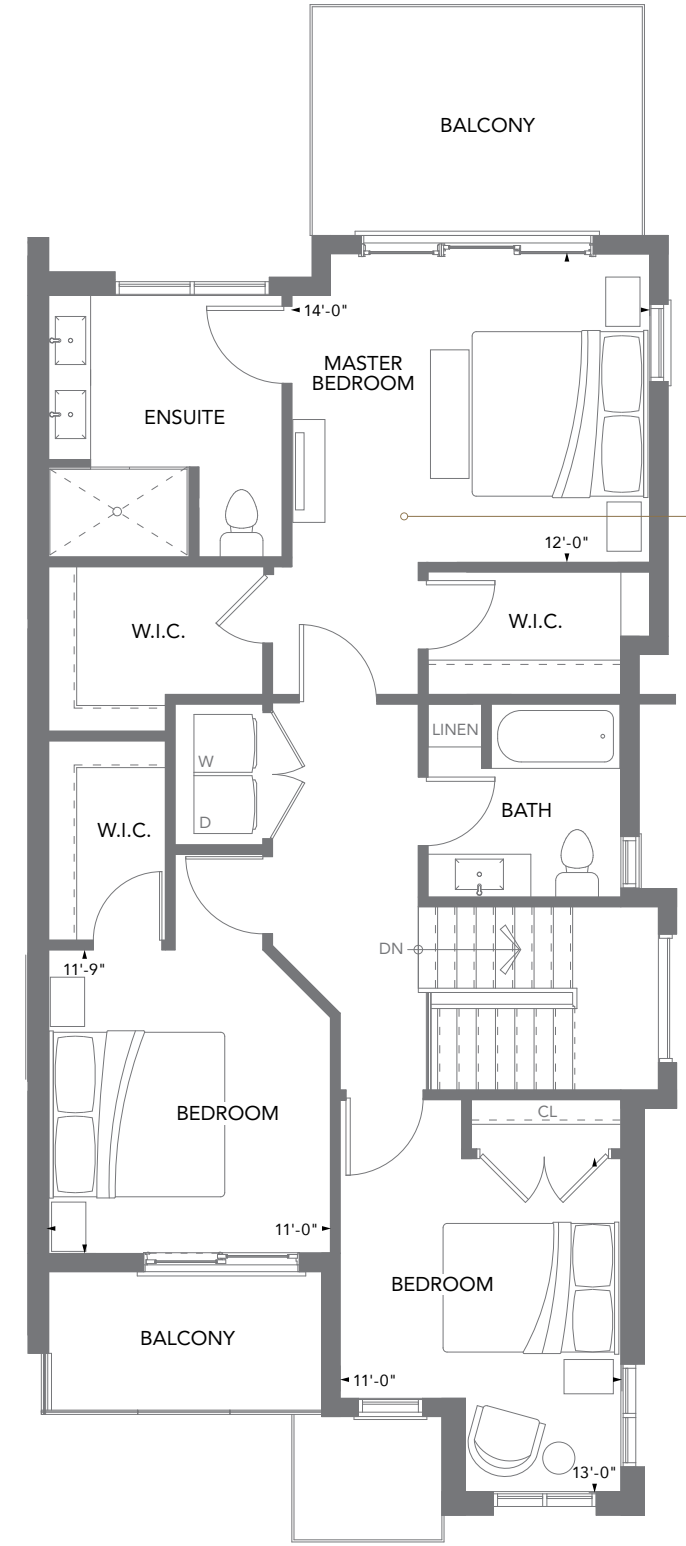 BALCONY
14'-0"
MASTER
BEDROOM
ENSUITE
12'-0"
W.I.C.
W.I.C.
LINEN
W
D
BATH
W.I.C.
DN
11'-9"
BEDROOM
CL
11'-0"
BEDROOM
BALCONY
11'-0"
13'-0"